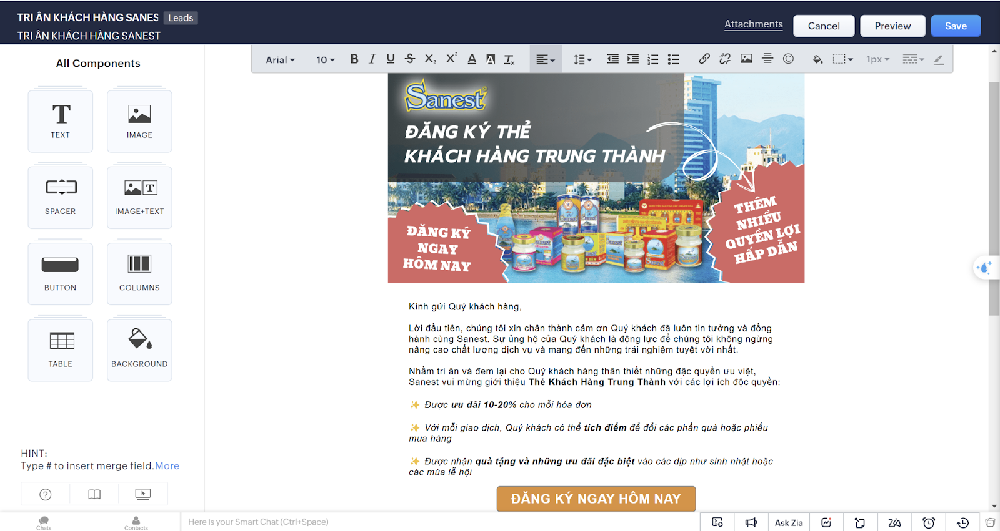 TRI ÂN KHÁCH HÀNG SANES
Leads
TRI ÂN KHÁCH HÀNG SANEST
Attachments
Cancel
Preview
Save
All Components
Arial
10
B
I
U
S
X₂
X²
A
A
Tx
1px
TEXT
IMAGE
SPACER
IMAGE+TEXT
BUTTON
COLUMNS
TABLE
BACKGROUND
HINT:
Type # to insert merge field.More
Sanest
ĐĂNG KÝ THẺ
KHÁCH HÀNG TRUNG THÀNH
ĐĂNG KÝ
NGAY
HÔM NAY
THÊM
NHIỀU
QUYỀN LỢI
HẤP DẪN
Kính gửi Quý khách hàng,
Lời đầu tiên, chúng tôi xin chân thành cảm ơn Quý khách đã luôn tin tưởng và đồng
hành cùng Sanest. Sự ủng hộ của Quý khách là động lực để chúng tôi không ngừng
nâng cao chất lượng dịch vụ và mang đến những trải nghiệm tuyệt vời nhất.
Nhằm tri ân và đem lại cho Quý khách hàng thân thiết những đặc quyền ưu việt,
Sanest vui mừng giới thiệu Thẻ Khách Hàng Trung Thành với các lợi ích độc quyền:
✨ Được ưu đãi 10-20% cho mỗi hóa đơn
✨ Với mỗi giao dịch, Quý khách có thể tích điểm để đổi các phần quà hoặc phiếu
mua hàng
✨ Được nhận quà tặng và những ưu đãi đặc biệt vào các dịp như sinh nhật hoặc
các mùa lễ hội
ĐĂNG KÝ NGAY HÔM NAY
Chats
Contacts
Here is your Smart Chat (Ctrl+Space)
Ask Zia